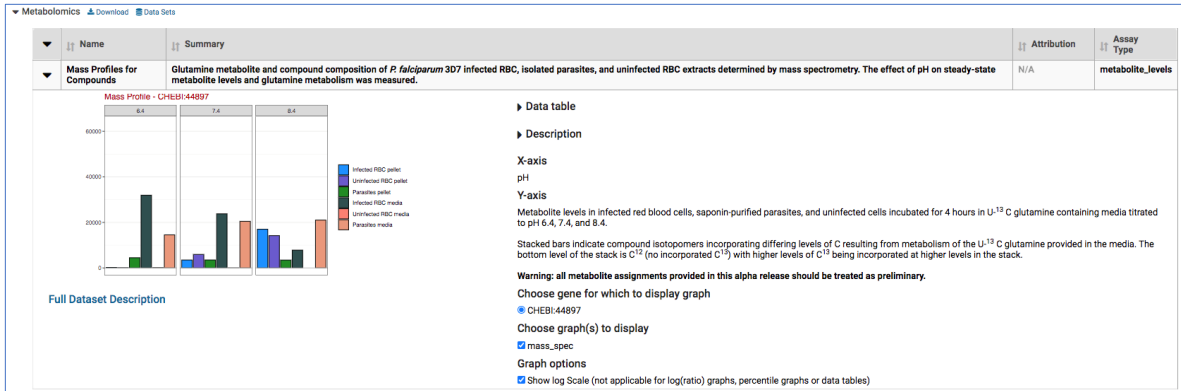 Metabolomics Download Data Sets
Name Summary Attribution Assay Type
Mass Profiles for Compounds
Glutamine metabolite and compound composition of P. falciparum 3D7 infected RBC, isolated parasites, and uninfected RBC extracts determined by mass spectrometry. The effect of pH on steady-state
metabolite levels and glutamine metabolism was measured.
N/A
metabolite_levels
Mass Profile - CHEBI:44897
6.4 7.4 8.4
60000
40000
20000
0
Infected RBC pellet
Uninfected RBC pellet
Parasites pellet
Infected RBC media
Uninfected RBC media
Parasites media
Full Dataset Description
Data table
Description
X-axis
pH
Y-axis
Metabolite levels in infected red blood cells, saponin-purified parasites, and uninfected cells incubated for 4 hours in U-¹³ C glutamine containing media titrated
to pH 6.4, 7.4, and 8.4.
Stacked bars indicate compound isotopomers incorporating differing levels of C resulting from metabolism of the U-¹³ C glutamine provided in the media. The
bottom level of the stack is C¹² (no incorporated C¹³) with higher levels of C¹³ being incorporated at higher levels in the stack.
Warning: all metabolite assignments provided in this alpha release should be treated as preliminary.
Choose gene for which to display graph
CHEBI:44897
Choose graph(s) to display
mass_spec
Graph options
Show log Scale (not applicable for log(ratio) graphs, percentile graphs or data tables)